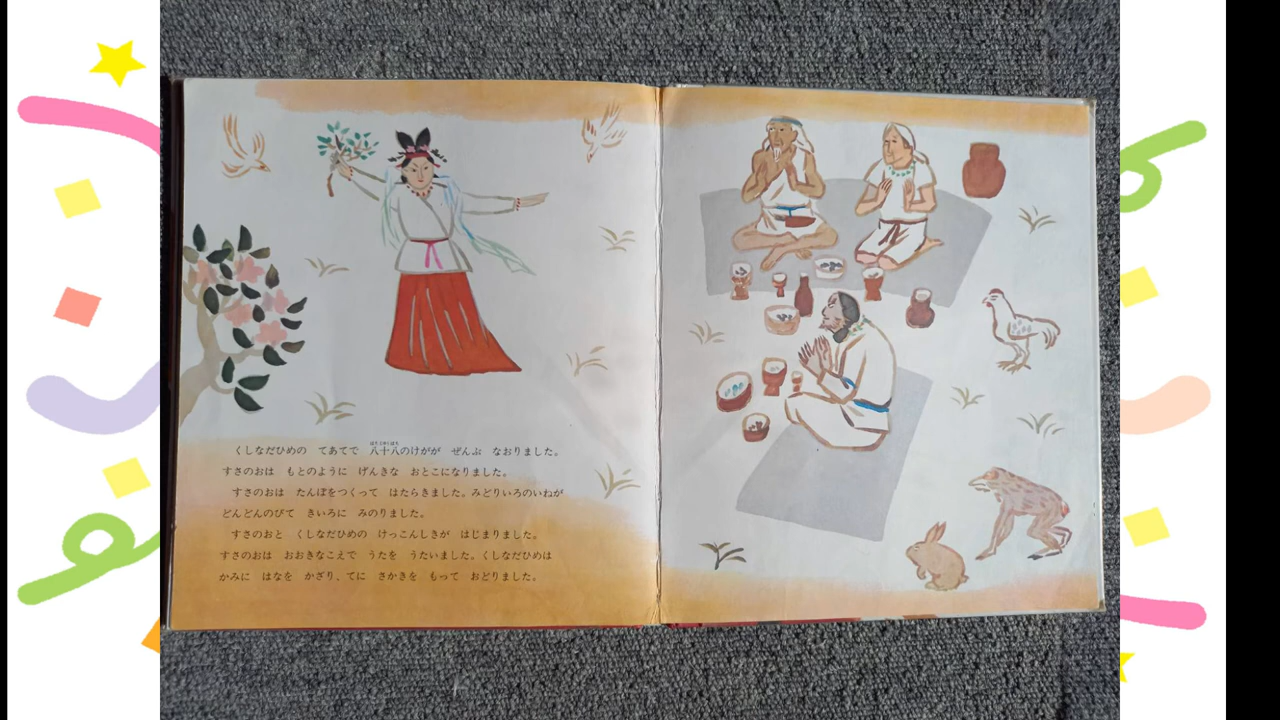 くしなだひめの てあてで 八十八のけがが ぜんぶ なおりました。
すさのおは もとのように げんきな おとこになりました。
すさのおは たんぼをつくって はたらきました。みどりいろのいねが
どんどんのびて きいろに みのりました。
すさのおと くしなだひめの けっこんしきが はじまりました。
すさのおは おおきなこえで うたを うたいました。くしなだひめは
かみに はなを かざり、てに さかきを もって おどりました。